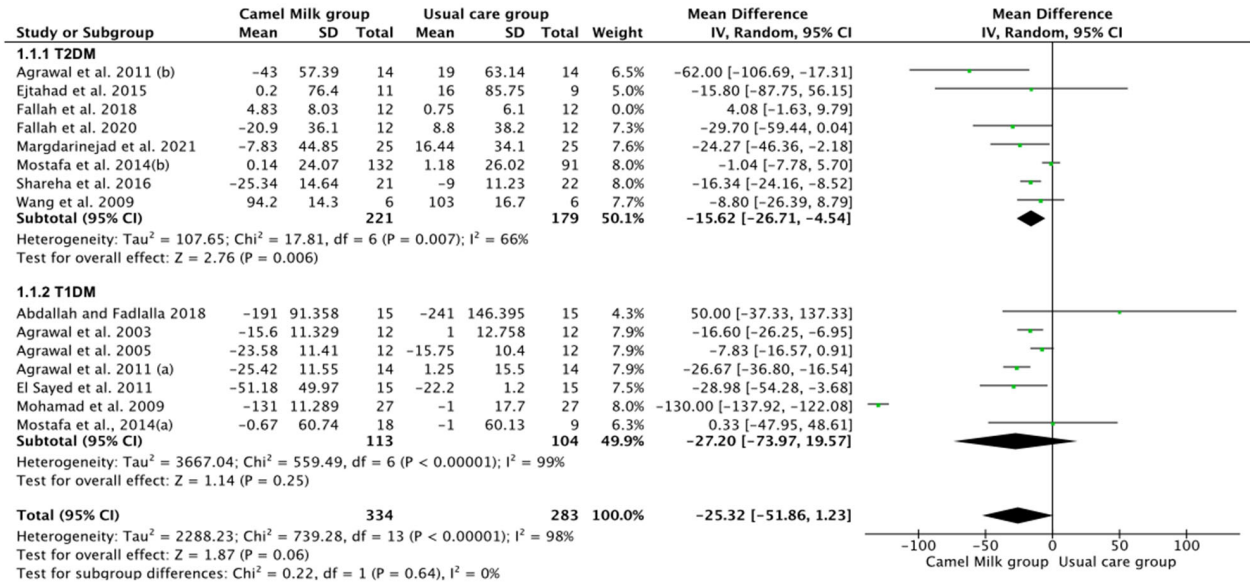 Camel Milk group Usual care group Mean Difference Mean Difference
Study or Subgroup Mean SD Total Mean SD Total Weight IV, Random, 95% CI IV, Random, 95% CI
1.1.1 T2DM
Agrawal et al. 2011 (b) -43 57.39 14 19 63.14 14 6.5% -62.00 [-106.69, -17.31]
Ejtahad et al. 2015 0.2 76.4 11 16 85.75 9 5.0% -15.80 [-87.75, 56.15]
Fallah et al. 2018 4.83 8.03 12 0.75 6.1 12 0.0% 4.08 [-1.63, 9.79]
Fallah et al. 2020 -20.9 36.1 12 8.8 38.2 12 7.3% -29.70 [-59.44, 0.04]
Margdarinejad et al. 2021 -7.83 44.85 25 16.44 34.1 25 7.6% -24.27 [-46.36, -2.18]
Mostafa et al. 2014(b) 0.14 24.07 132 1.18 26.02 91 8.0% -1.04 [-7.78, 5.70]
Shareha et al. 2016 -25.34 14.64 21 -9 11.23 22 8.0% -16.34 [-24.16, -8.52]
Wang et al. 2009 94.2 14.3 6 103 16.7 6 7.7% -8.80 [-26.39, 8.79]
Subtotal (95% CI) 221 179 50.1% -15.62 [-26.71, -4.54]
Heterogeneity: Tau² = 107.65; Chi² = 17.81, df = 6 (P = 0.007); I² = 66%
Test for overall effect: Z = 2.76 (P = 0.006)
1.1.2 T1DM
Abdallah and Fadlalla 2018 -191 91.358 15 -241 146.395 15 4.3% 50.00 [-37.33, 137.33]
Agrawal et al. 2003 -15.6 11.329 12 1 12.758 12 7.9% -16.60 [-26.25, -6.95]
Agrawal et al. 2005 -23.58 11.41 12 -15.75 10.4 12 7.9% -7.83 [-16.57, 0.91]
Agrawal et al. 2011 (a) -25.42 11.55 14 1.25 15.5 14 7.9% -26.67 [-36.80, -16.54]
El Sayed et al. 2011 -51.18 49.97 15 -22.2 1.2 15 7.5% -28.98 [-54.28, -3.68]
Mohamad et al. 2009 -131 11.289 27 -1 17.7 27 8.0% -130.00 [-137.92, -122.08]
Mostafa et al., 2014(a) -0.67 60.74 18 -1 60.13 9 6.3% 0.33 [-47.95, 48.61]
Subtotal (95% CI) 113 104 49.9% -27.20 [-73.97, 19.57]
Heterogeneity: Tau² = 3667.04; Chi² = 559.49, df = 6 (P < 0.00001); I² = 99%
Test for overall effect: Z = 1.14 (P = 0.25)
Total (95% CI) 334 283 100.0% -25.32 [-51.86, 1.23]
Heterogeneity: Tau² = 2288.23; Chi² = 739.28, df = 13 (P < 0.00001); I² = 98%
Test for overall effect: Z = 1.87 (P = 0.06)
Test for subgroup differences: Chi² = 0.22, df = 1 (P = 0.64), I² = 0%
-100 -50 0 50 100
Camel Milk group Usual care group